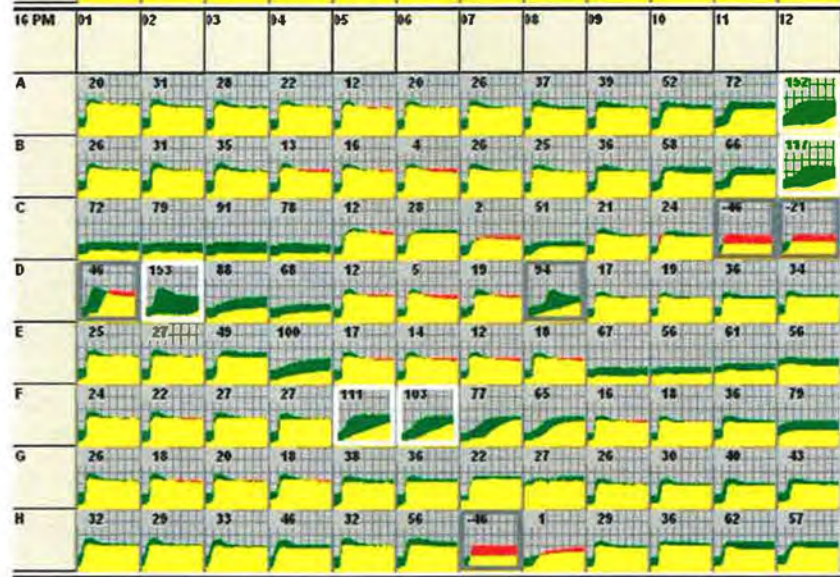 16 PM 01 02 03 04 05 06 07 08 09 10 11 12
A 20 31 28 22 12 20 26 37 39 52 72 152
B 26 31 35 13 16 4 26 25 36 58 66 117
C 72 79 91 78 12 28 2 51 21 24 -46 -21
D 46 153 88 68 12 5 19 94 17 19 36 34
E 25 27 49 100 17 14 12 18 67 56 61 56
F 24 22 27 27 111 103 77 65 16 18 36 79
G 26 18 20 18 38 36 22 27 26 30 40 43
H 32 29 33 46 32 56 -46 1 29 36 62 57